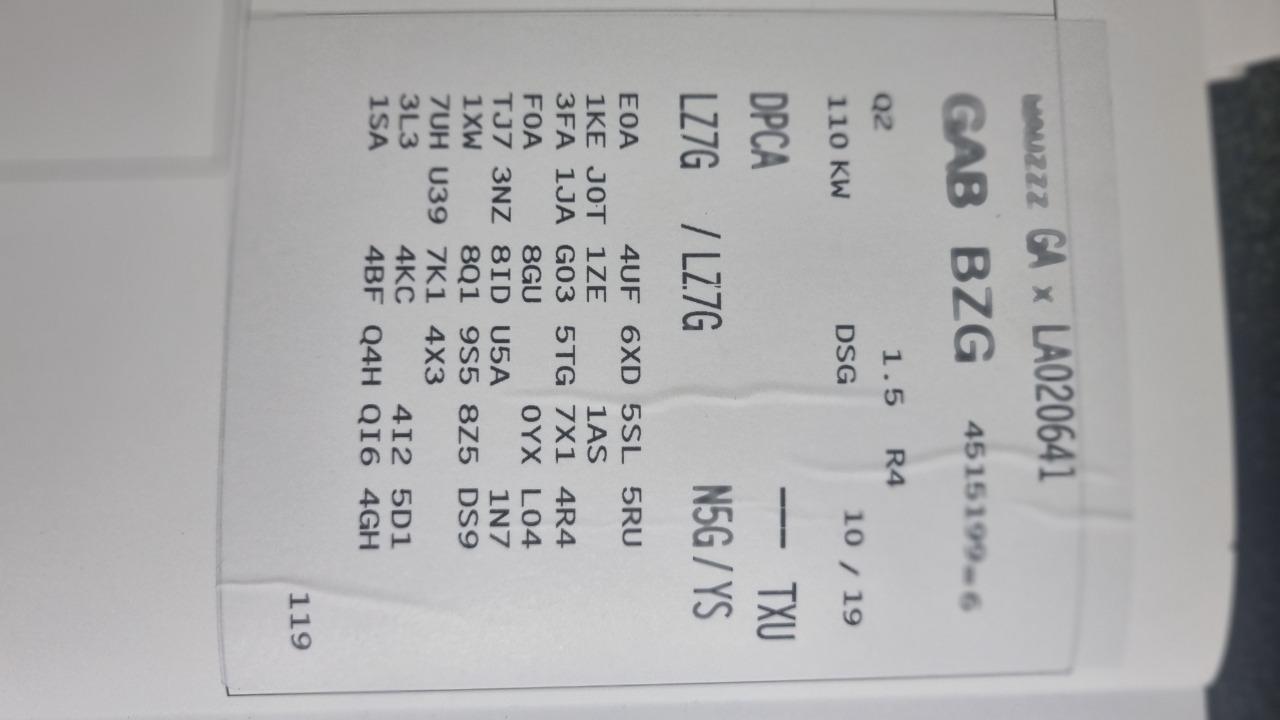 WAUZZZ GA x LA020641
GAB BZG 4515199-6
Q2 1.5 R4
110 KW DSG 10 / 19
DPCA --- TXU
LZ7G / LZ7G N5G / YS
E0A 4UF 6XD 5SL 5RU
1KE J0T 1ZE 1AS
3FA 1JA G03 5TG 7X1 4R4
F0A 8GU 0YX L04
TJ7 3NZ 8ID U5A 1N7
1XW 8Q1 9S5 8Z5 DS9
7UH U39 7K1 4X3
3L3 4KC 4I2 5D1
1SA 4BF Q4H QI6 4GH
119